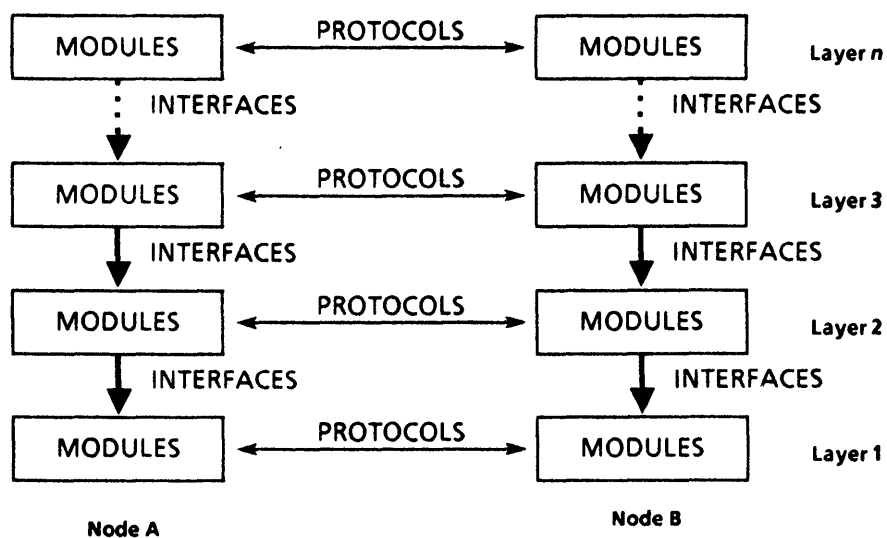 MODULES PROTOCOLS MODULES Layer n
INTERFACES INTERFACES
MODULES PROTOCOLS MODULES Layer 3
INTERFACES INTERFACES
MODULES PROTOCOLS MODULES Layer 2
INTERFACES INTERFACES
MODULES PROTOCOLS MODULES Layer 1
Node A Node B